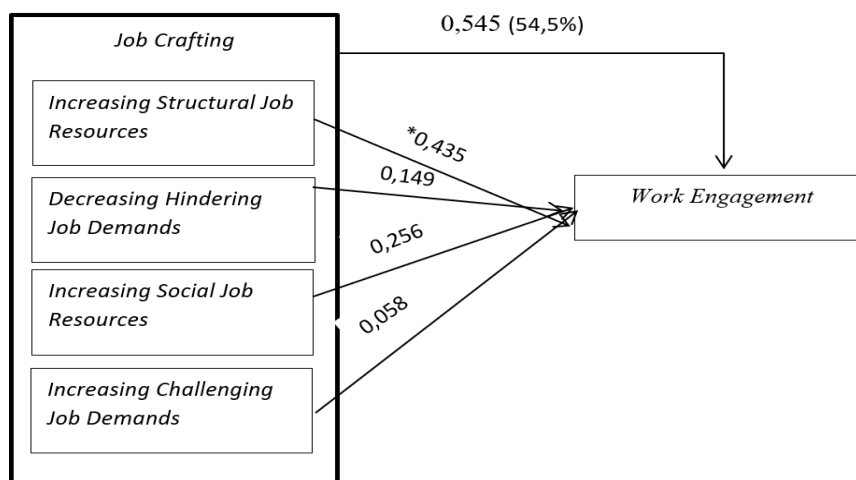 0,545 (54,5%)
Job Crafting
Increasing Structural Job
Resources
*0,435
0,149
Decreasing Hindering
Job Demands
Work Engagement
0,256
Increasing Social Job
Resources
0,058
Increasing Challenging
Job Demands